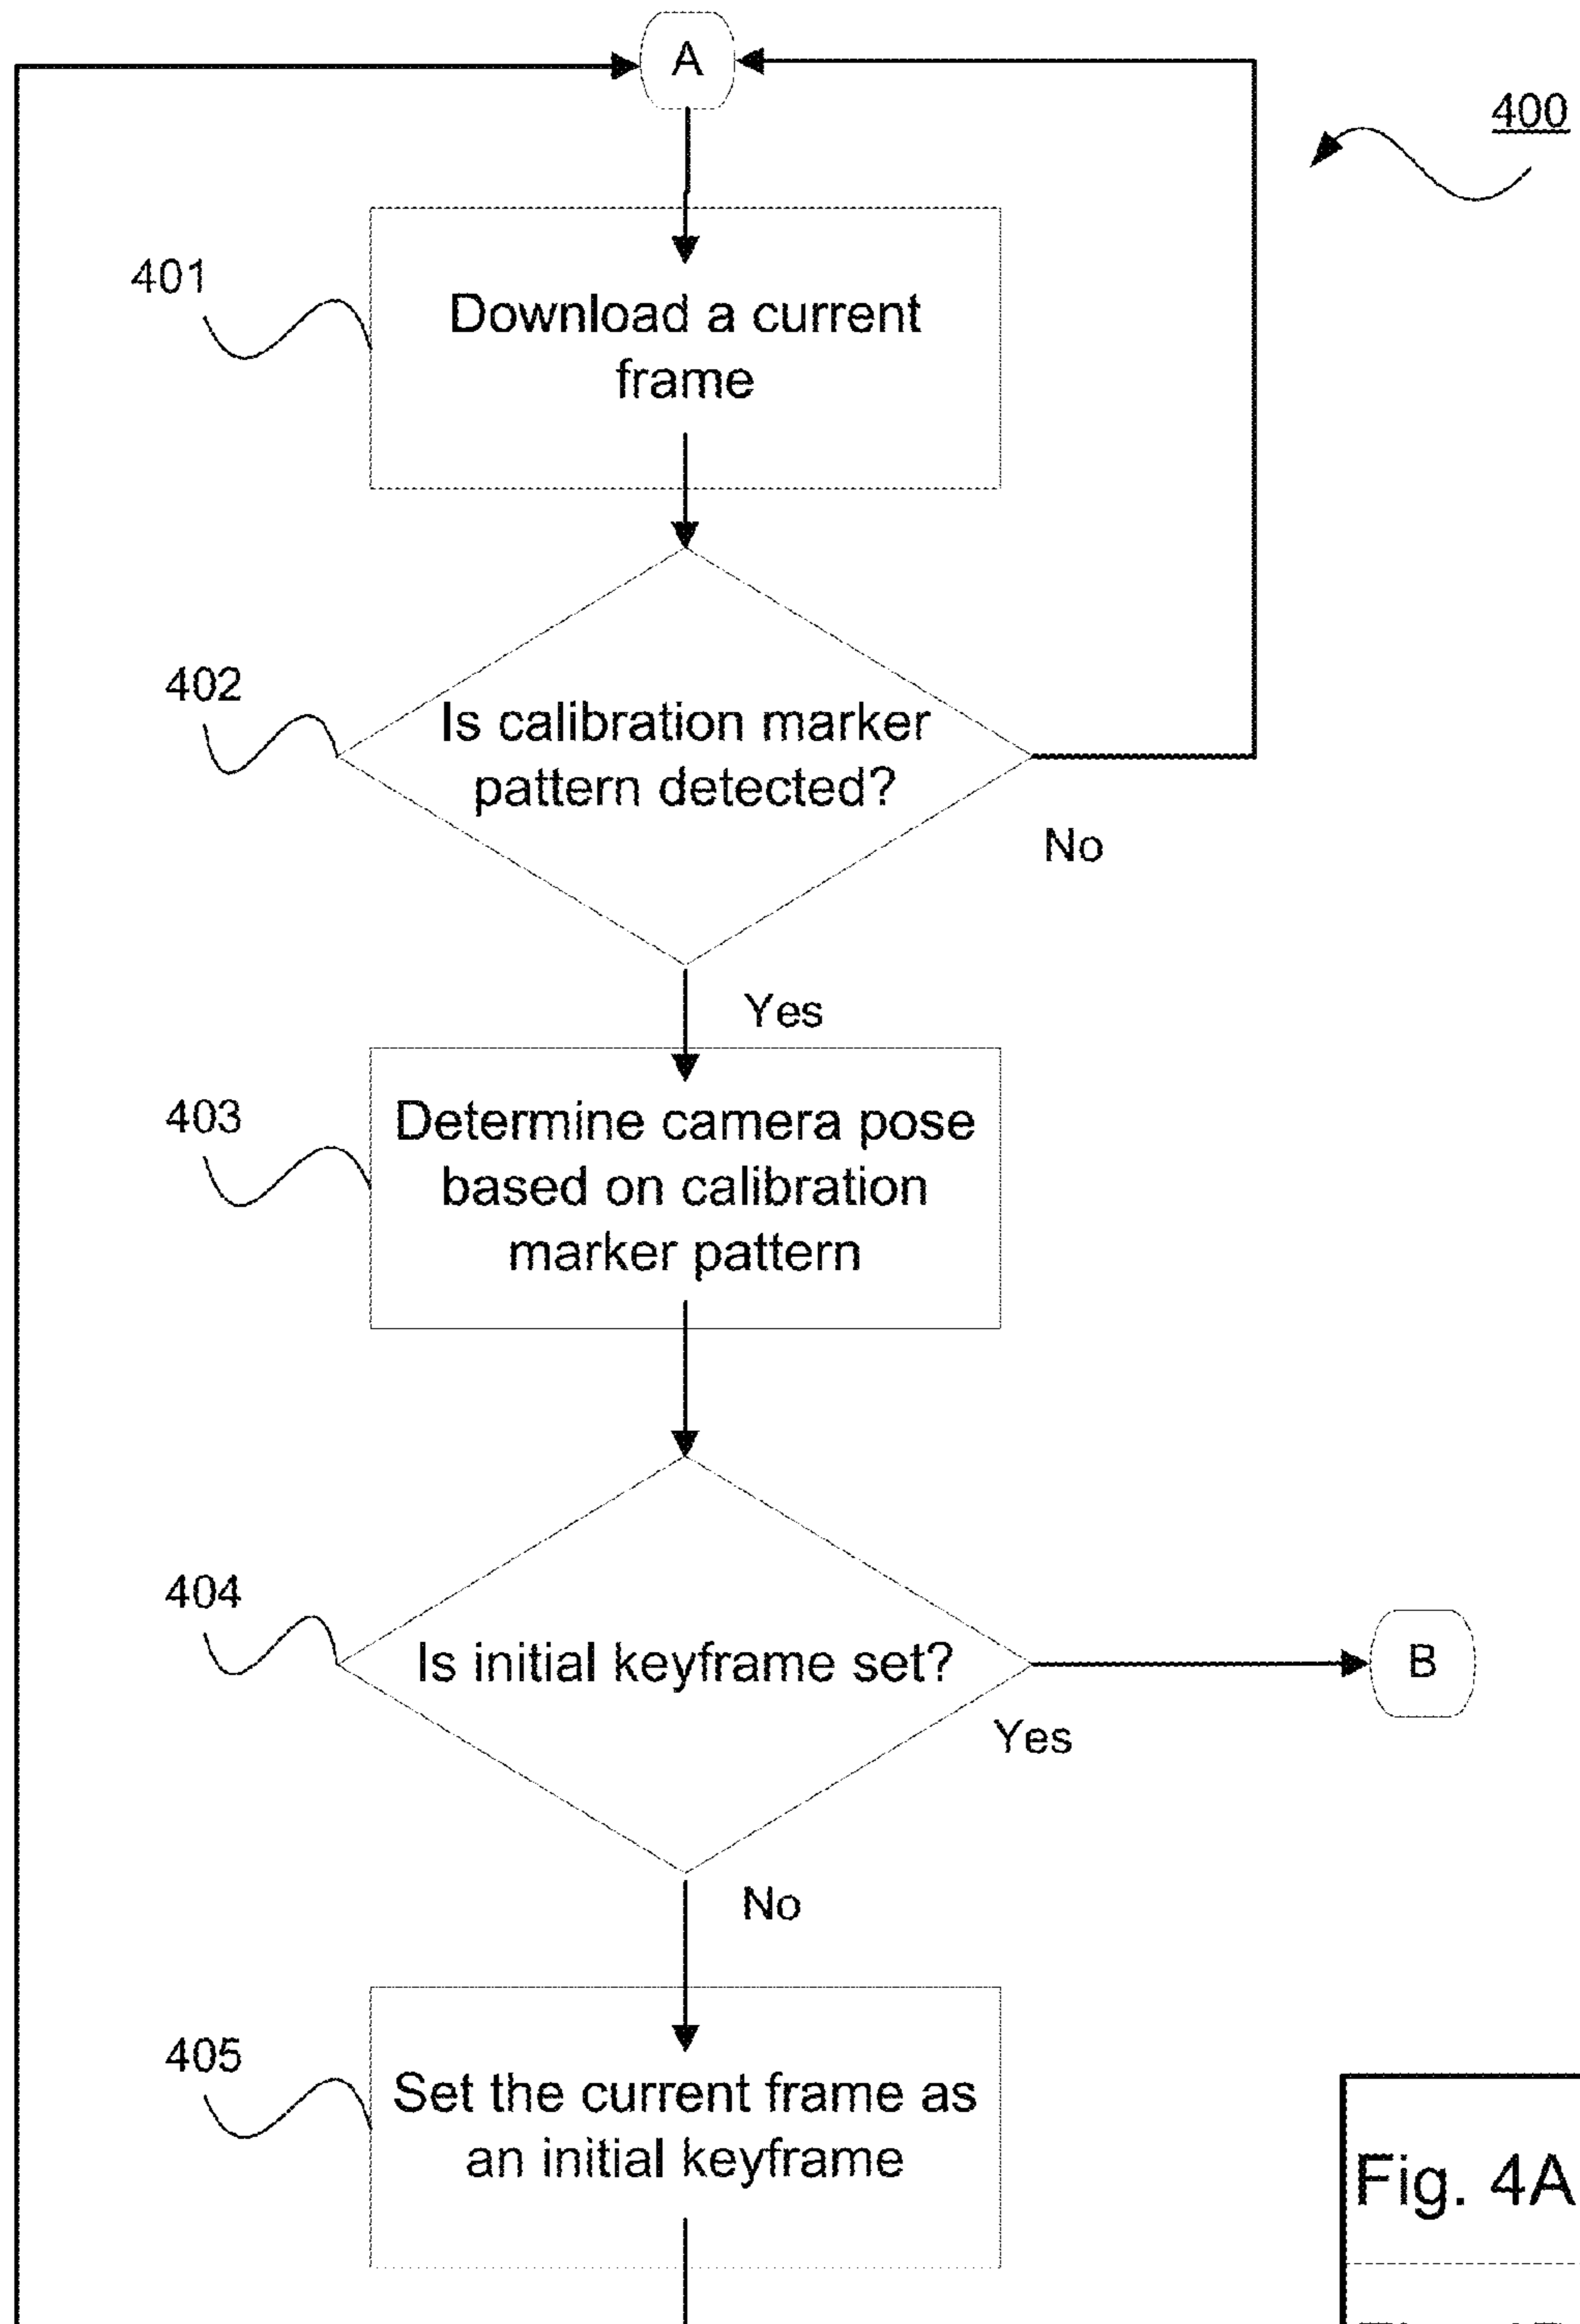 A
400
401
Download a current
frame
402
Is calibration marker
pattern detected?
No
Yes
403
Determine camera pose
based on calibration
marker pattern
404
Is initial keyframe set?
B
Yes
No
405
Set the current frame as
an initial keyframe
Fig. 4A